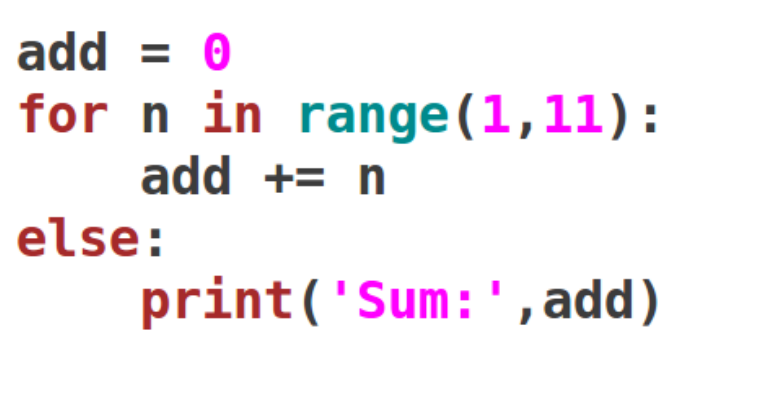 add = 0
for n in range(1,11):
    add += n
else:
    print('Sum:',add)